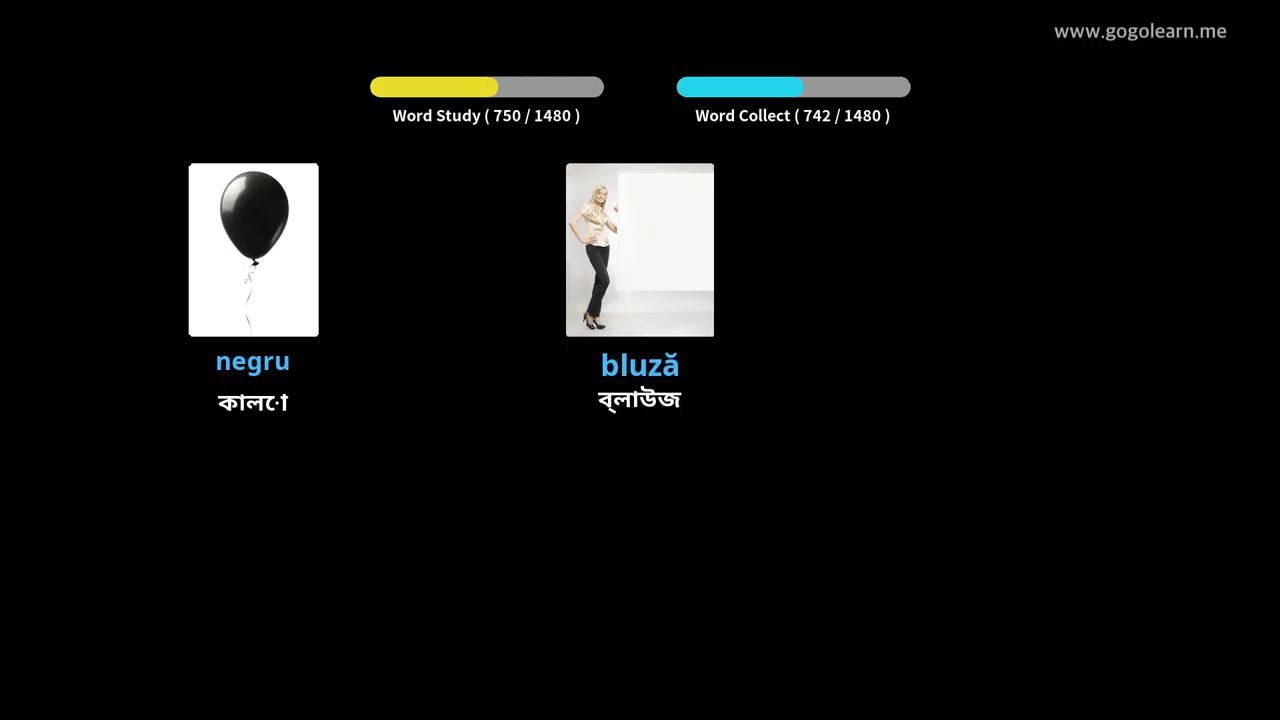 www.gogolearn.me
Word Study ( 750 / 1480 )
Word Collect ( 742 / 1480 )
negru
কালো
bluză
ব্লাউজ